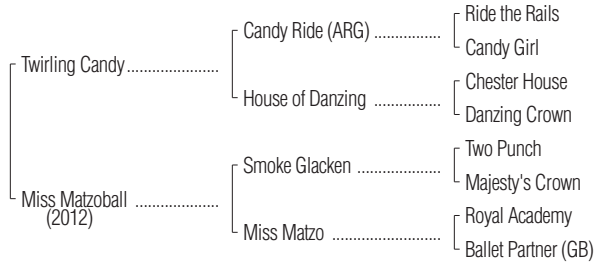 Ride the Rails
Candy Ride (ARG) ................
Candy Girl
Twirling Candy ......................
Chester House
House of Danzing ................
Danzing Crown
Two Punch
Smoke Glacken ....................
Majesty's Crown
Miss Matzoball ....................
(2012)
Royal Academy
Miss Matzo ..........................
Ballet Partner (GB)